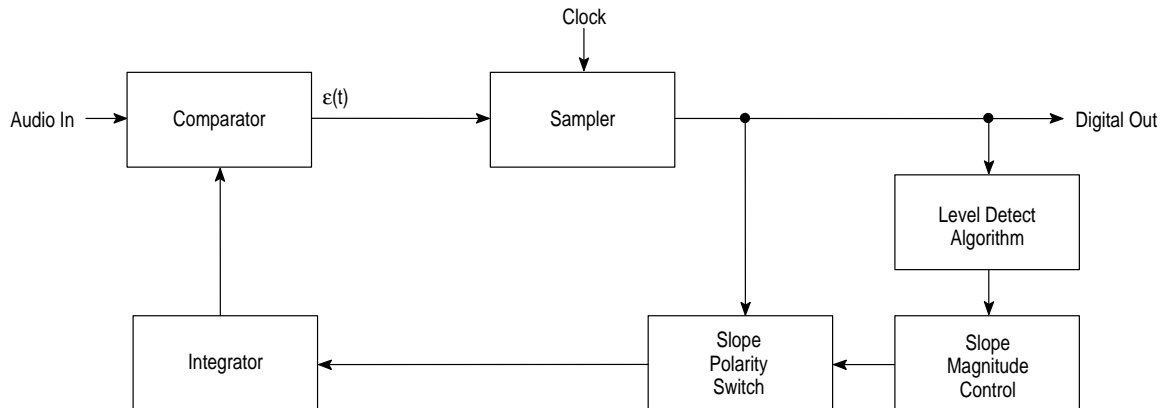 Clock
Audio In
Comparator
ε(t)
Sampler
Digital Out
Level Detect
Algorithm
Integrator
Slope
Polarity
Switch
Slope
Magnitude
Control